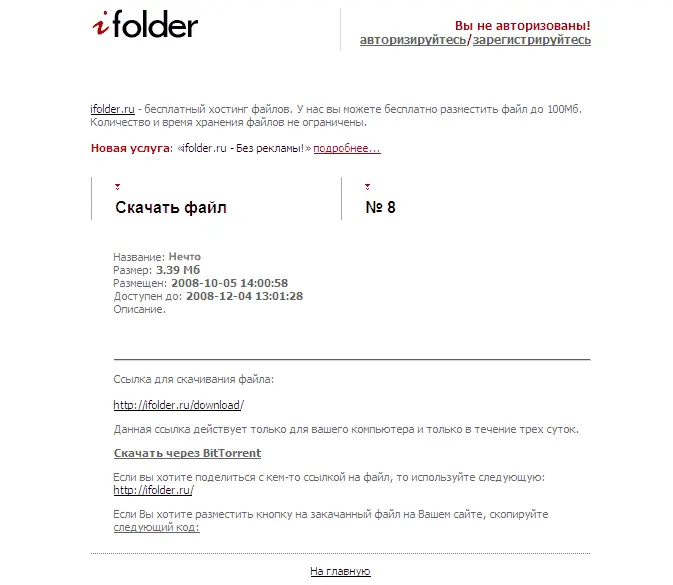 ifolder
Вы не авторизованы!
авторизируйтесь/зарегистрируйтесь
ifolder.ru - бесплатный хостинг файлов. У нас вы можете бесплатно разместить файл до 100Мб.
Количество и время хранения файлов не ограничены.
Новая услуга: «ifolder.ru - Без рекламы!» подробнее...
Скачать файл
№ 8
Название: Нечто
Размер: 3.39 Мб
Размещен: 2008-10-05 14:00:58
Доступен до: 2008-12-04 13:01:28
Описание.
Ссылка для скачивания файла:
http://ifolder.ru/download/
Данная ссылка действует только для вашего компьютера и только в течение трех суток.
Скачать через BitTorrent
Если вы хотите поделиться с кем-то ссылкой на файл, то используйте следующую:
http://ifolder.ru/
Если Вы хотите разместить кнопку на закачанный файл на Вашем сайте, скопируйте
следующий код:
На главную